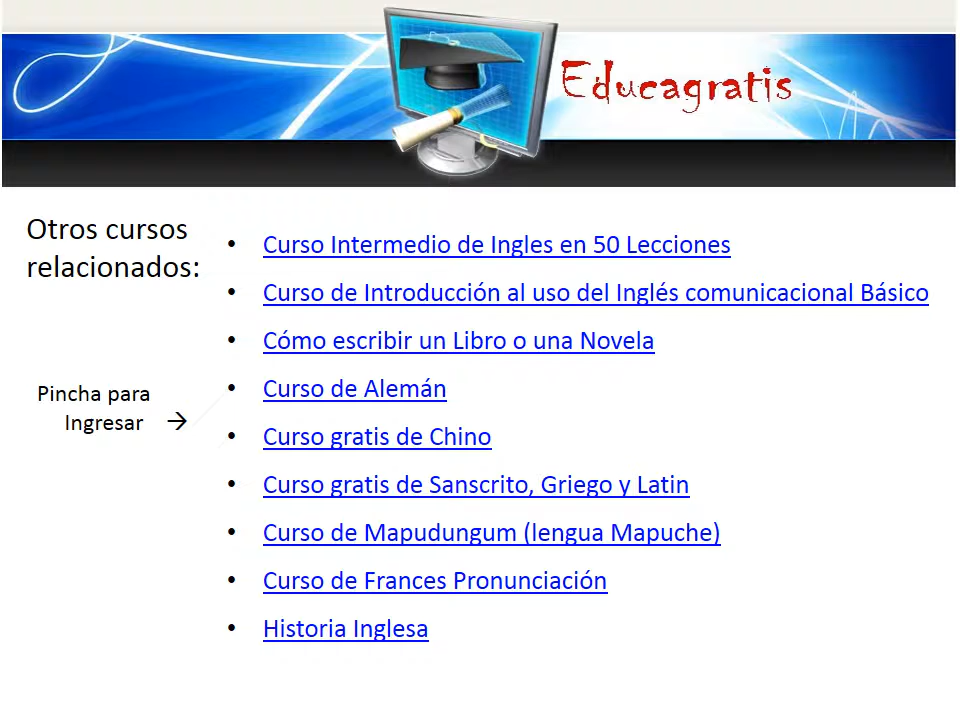 Educagratis
Otros cursos
relacionados:
• Curso Intermedio de Ingles en 50 Lecciones
• Curso de Introducción al uso del Inglés comunicacional Básico
• Cómo escribir un Libro o una Novela
• Curso de Alemán
Pincha para
Ingresar →
• Curso gratis de Chino
• Curso gratis de Sanscrito, Griego y Latin
• Curso de Mapudungum (lengua Mapuche)
• Curso de Frances Pronunciación
• Historia Inglesa